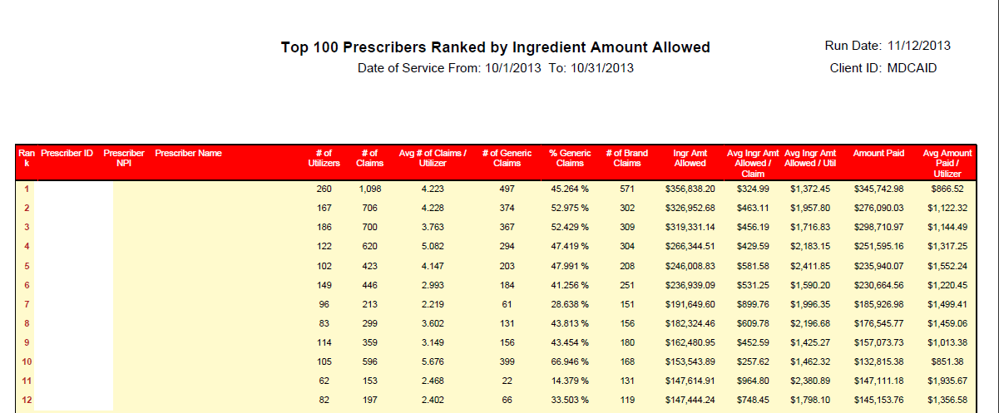 Top 100 Prescribers Ranked by Ingredient Amount Allowed
Run Date: 11/12/2013
Date of Service From: 10/1/2013 To: 10/31/2013
Client ID: MDCAID
Ran k Prescriber ID Prescriber NPI Prescriber Name # of Utilizers # of Claims Avg # of Claims / Utilizer # of Generic Claims % Generic Claims # of Brand Claims Ingr Amt Allowed Avg Ingr Amt Allowed / Claim Avg Ingr Amt Allowed / Util Amount Paid Avg Amount Paid / Utilizer
1 260 1,098 4.223 497 45.264 % 571 $356,838.20 $324.99 $1,372.45 $345,742.98 $866.52
2 167 706 4.228 374 52.975 % 302 $326,952.68 $463.11 $1,957.80 $276,090.03 $1,122.32
3 186 700 3.763 367 52.429 % 309 $319,331.14 $456.19 $1,716.83 $298,710.97 $1,144.49
4 122 620 5.082 294 47.419 % 304 $266,344.51 $429.59 $2,183.15 $251,595.16 $1,317.25
5 102 423 4.147 203 47.991 % 208 $246,008.83 $581.58 $2,411.85 $235,940.07 $1,552.24
6 149 446 2.993 184 41.256 % 251 $236,939.09 $531.25 $1,590.20 $230,664.56 $1,220.45
7 96 213 2.219 61 28.638 % 151 $191,649.60 $899.76 $1,996.35 $185,926.98 $1,499.41
8 83 299 3.602 131 43.813 % 156 $182,324.46 $609.78 $2,196.68 $176,545.77 $1,459.06
9 114 359 3.149 156 43.454 % 180 $162,480.95 $452.59 $1,425.27 $157,073.73 $1,013.38
10 105 596 5.676 399 66.946 % 168 $153,543.89 $257.62 $1,462.32 $132,815.38 $851.38
11 62 153 2.468 22 14.379 % 131 $147,614.91 $964.80 $2,380.89 $147,111.18 $1,935.67
12 82 197 2.402 66 33.503 % 119 $147,444.24 $748.45 $1,798.10 $145,153.76 $1,356.58